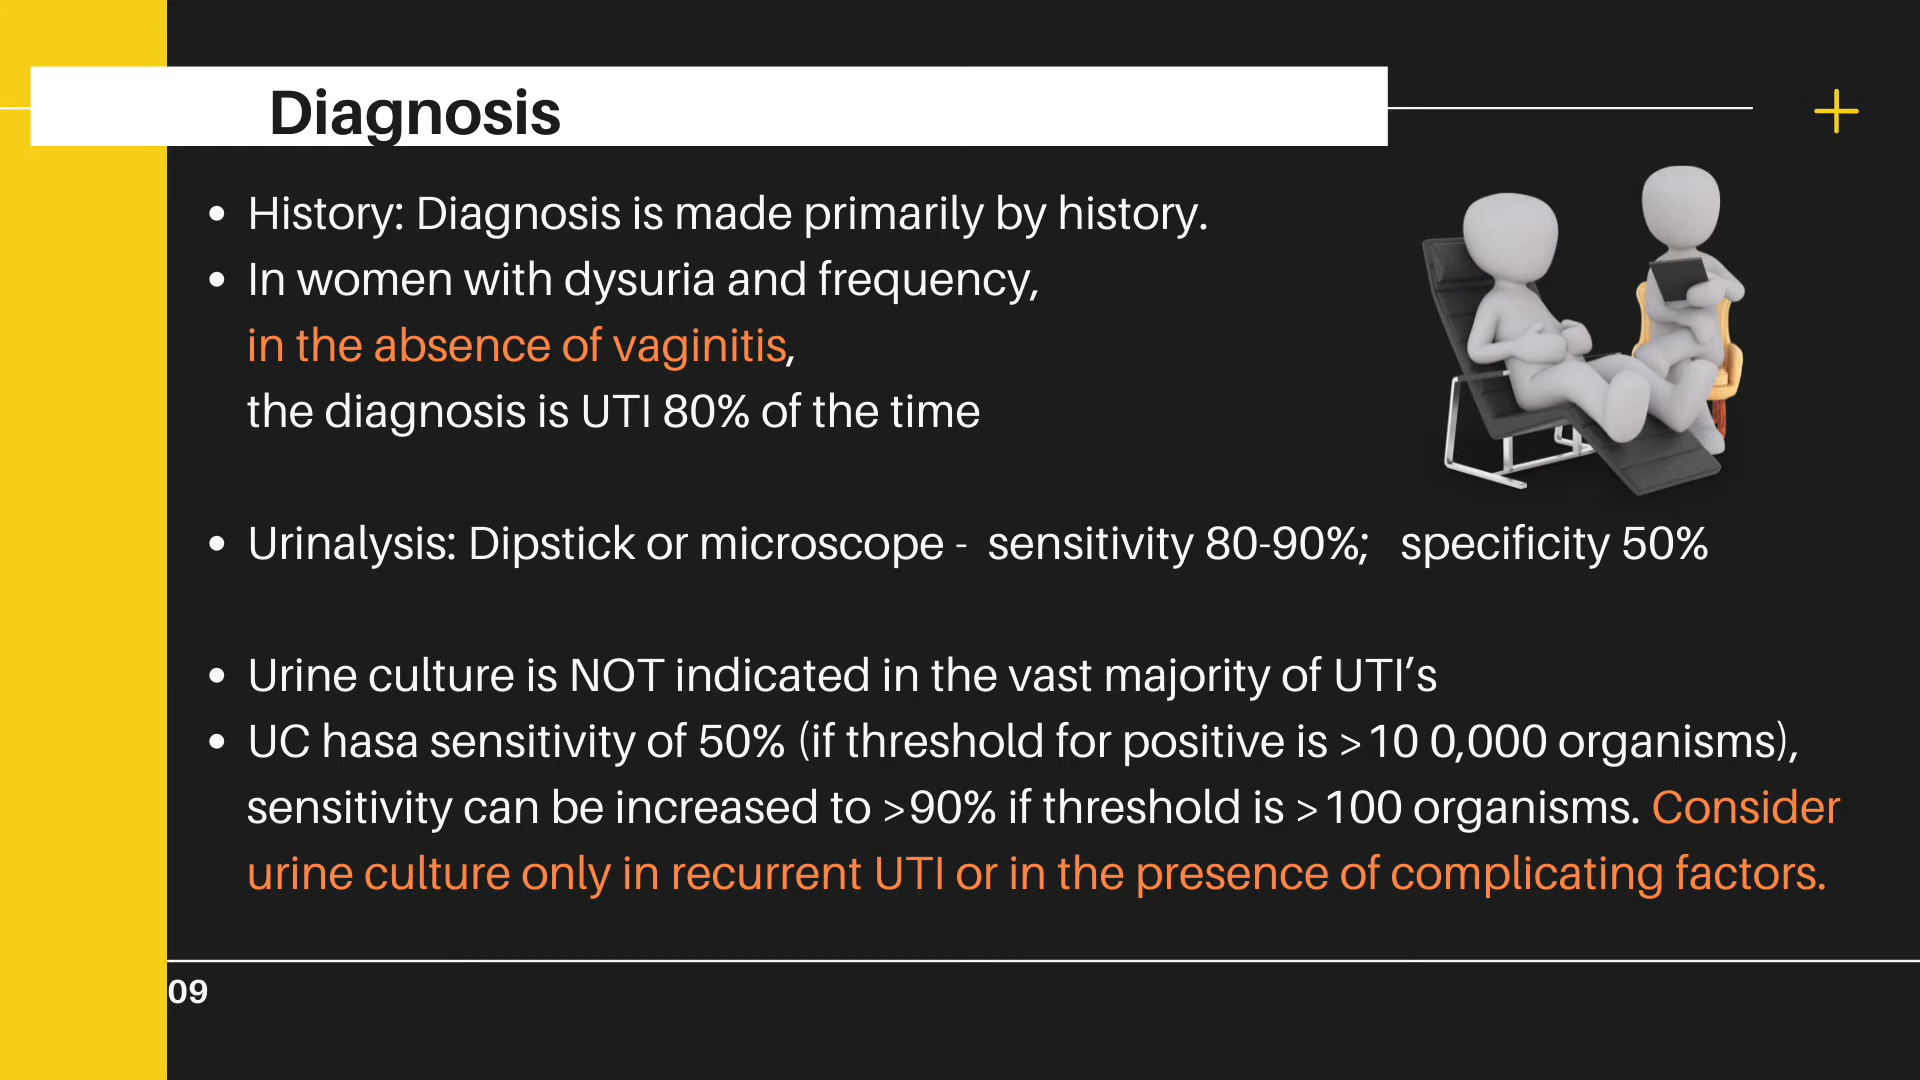 Diagnosis
• History: Diagnosis is made primarily by history.
• In women with dysuria and frequency,
in the absence of vaginitis,
the diagnosis is UTI 80% of the time
• Urinalysis: Dipstick or microscope - sensitivity 80-90%; specificity 50%
• Urine culture is NOT indicated in the vast majority of UTI’s
• UC hasa sensitivity of 50% (if threshold for positive is >10 0,000 organisms),
sensitivity can be increased to >90% if threshold is >100 organisms. Consider
urine culture only in recurrent UTI or in the presence of complicating factors.
09